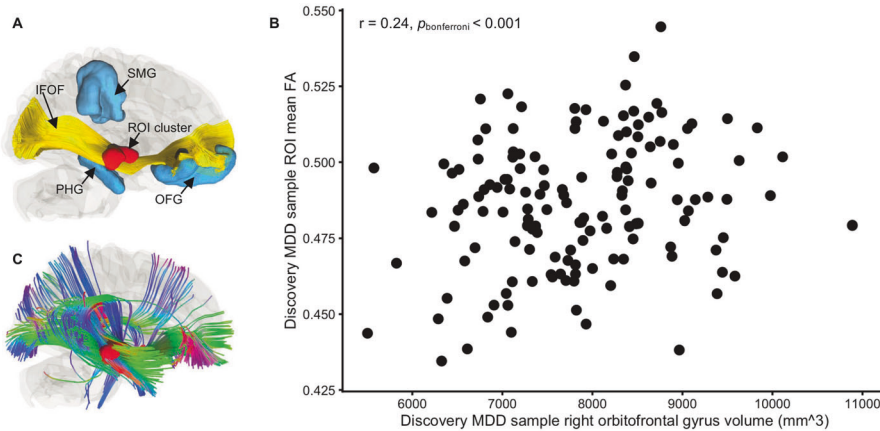 A
SMG
IFOF
ROI cluster
PHG
OFG
C
B
r = 0.24, pbonferroni < 0.001
Discovery MDD sample ROI mean FA
0.550
0.525
0.500
0.475
0.450
0.425
6000 7000 8000 9000 10000 11000
Discovery MDD sample right orbitofrontal gyrus volume (mm^3)